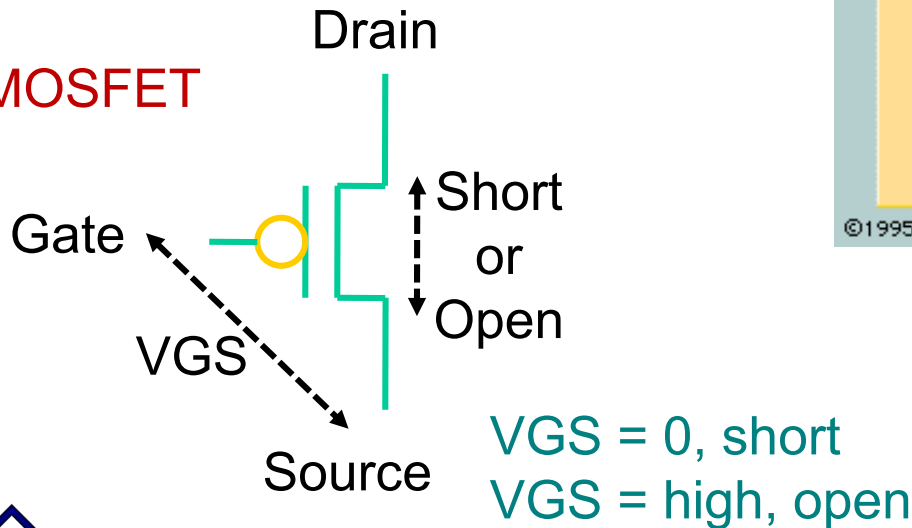 Drain
MOSFET
Short
or
Open
Gate
VGS
Source
VGS = 0, short
VGS = high, open
©1995